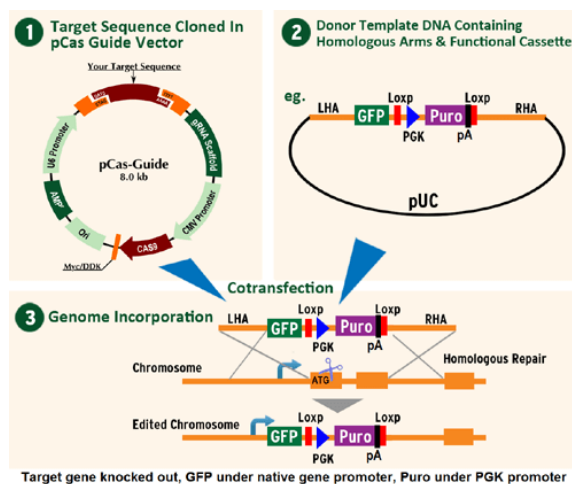 1 Target Sequence Cloned In
pCas Guide Vector
Your Target Sequence
U6 Promoter
gRNA Scaffold
pCas-Guide
8.0 kb
AMP
CMV Promoter
Ori
CAS9
Myc/DDK
2 Donor Template DNA Containing
Homologous Arms & Functional Cassette
eg.
LHA
GFP
Loxp
PGK
Puro
Loxp
pA
RHA
pUC
Cotransfection
3 Genome Incorporation
LHA
GFP
Loxp
PGK
Puro
Loxp
pA
RHA
Homologous Repair
Chromosome
ATG
Edited Chromosome
GFP
Loxp
PGK
Puro
Loxp
pA
Target gene knocked out, GFP under native gene promoter, Puro under PGK promoter